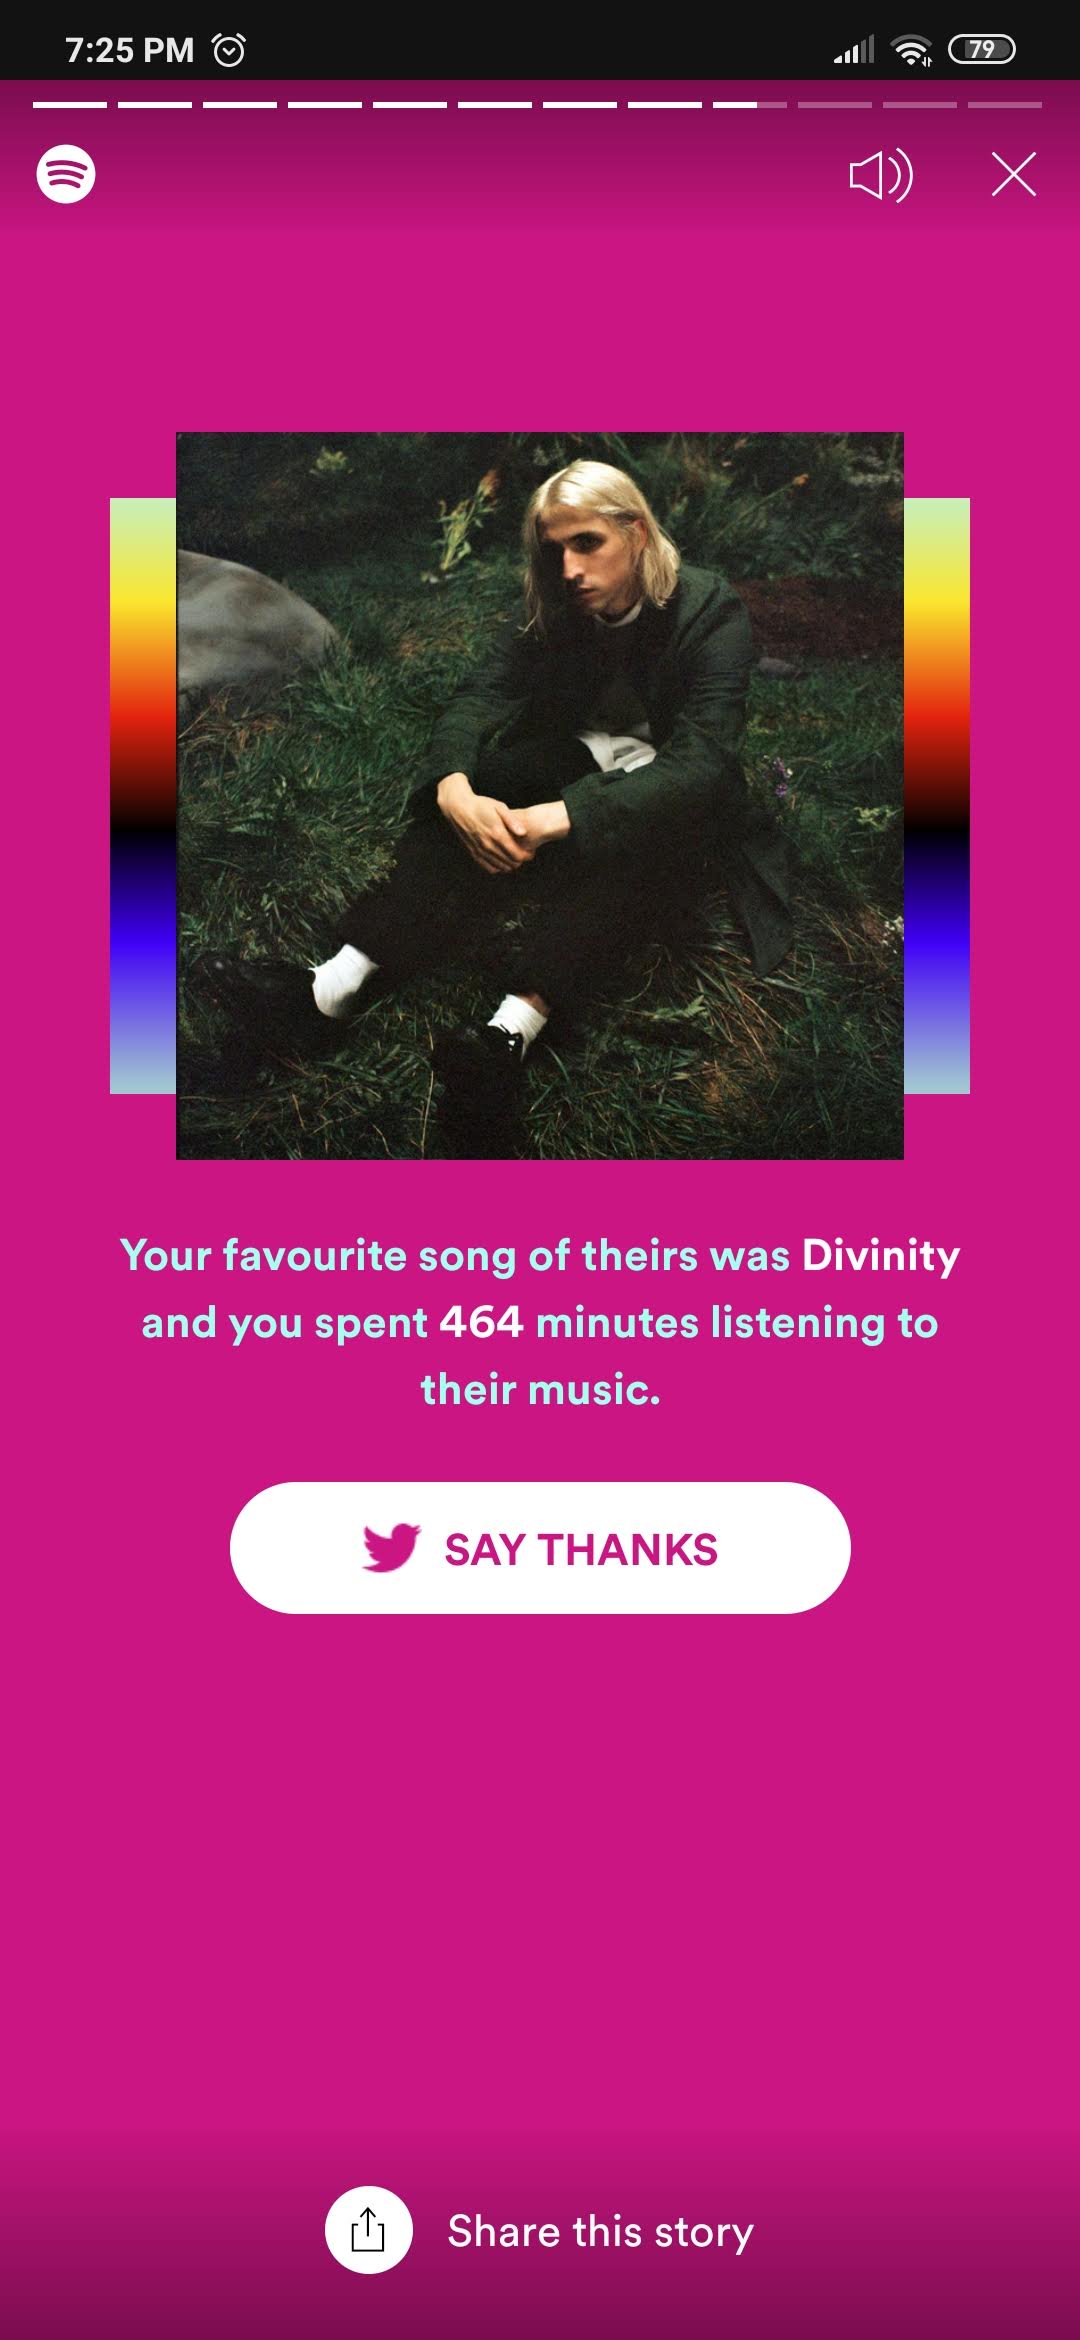 7:25 PM
79
Your favourite song of theirs was Divinity
and you spent 464 minutes listening to
their music.
SAY THANKS
Share this story